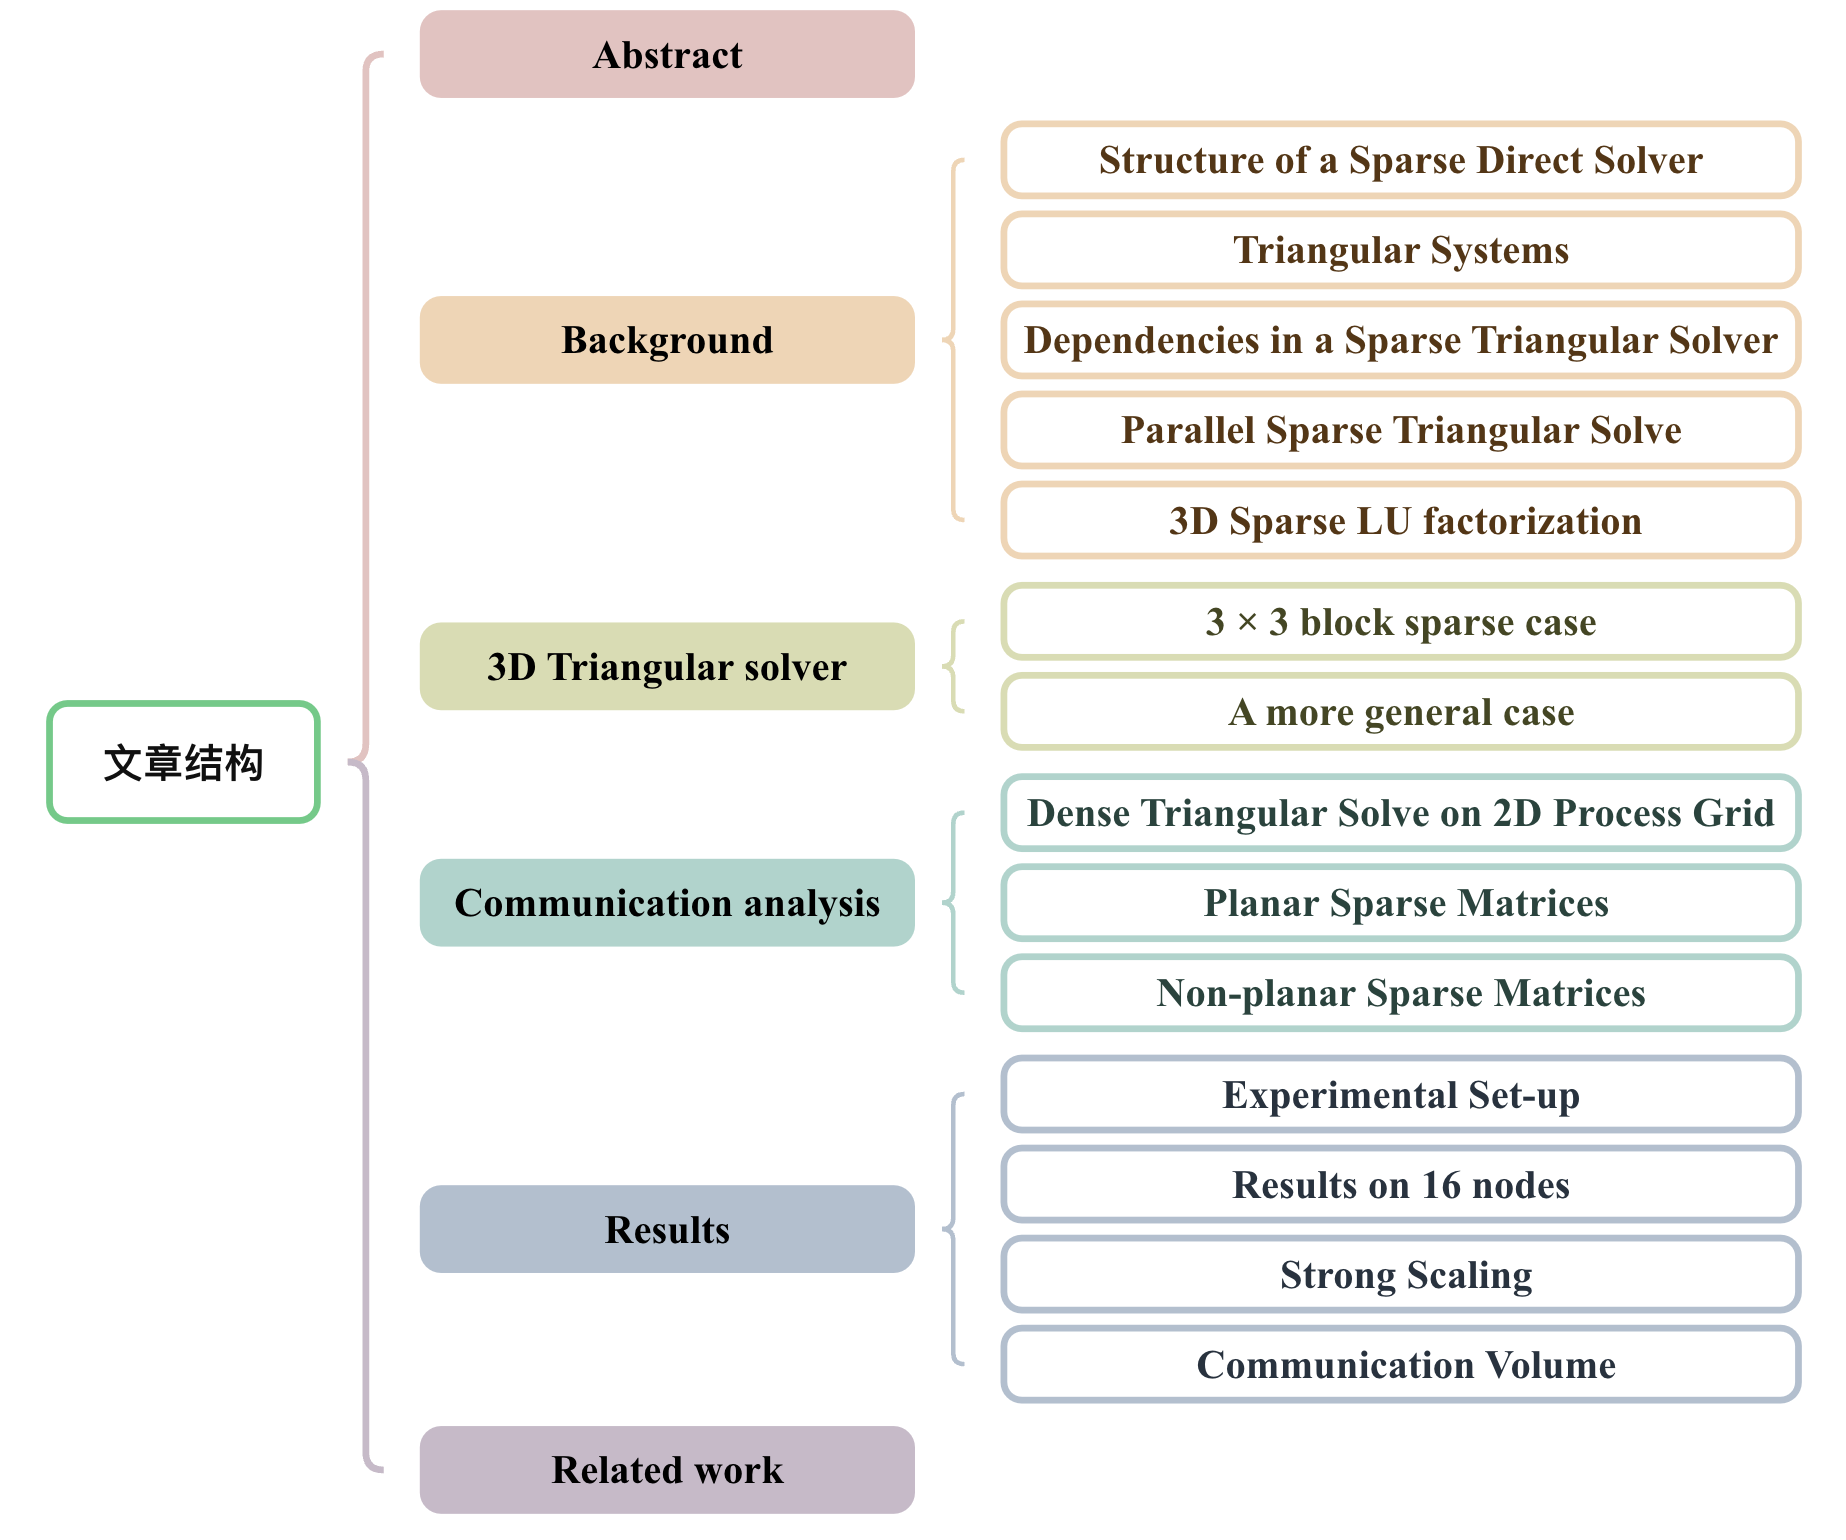 文章结构
Abstract
Background
Structure of a Sparse Direct Solver
Triangular Systems
Dependencies in a Sparse Triangular Solver
Parallel Sparse Triangular Solve
3D Sparse LU factorization
3D Triangular solver
3 × 3 block sparse case
A more general case
Communication analysis
Dense Triangular Solve on 2D Process Grid
Planar Sparse Matrices
Non-planar Sparse Matrices
Results
Experimental Set-up
Results on 16 nodes
Strong Scaling
Communication Volume
Related work